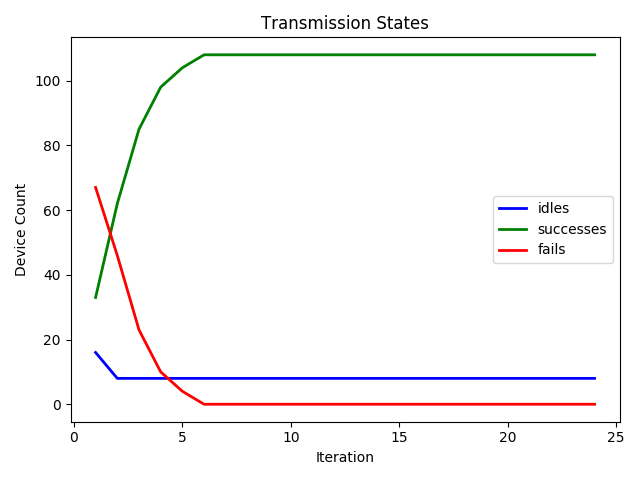 Transmission States
Device Count
100
80
60
40
20
0
idles
successes
fails
0 5 10 15 20 25
Iteration